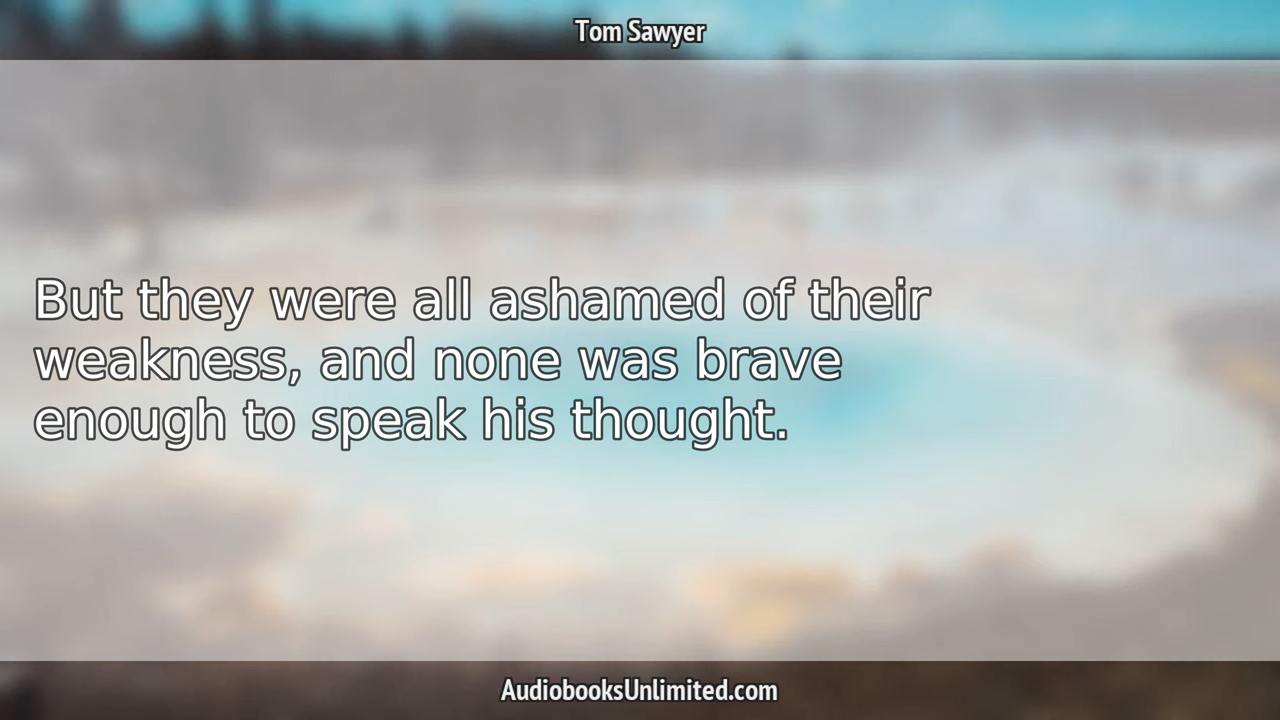 Tom Sawyer
But they were all ashamed of their
weakness, and none was brave
enough to speak his thought.
AudiobooksUnlimited.com